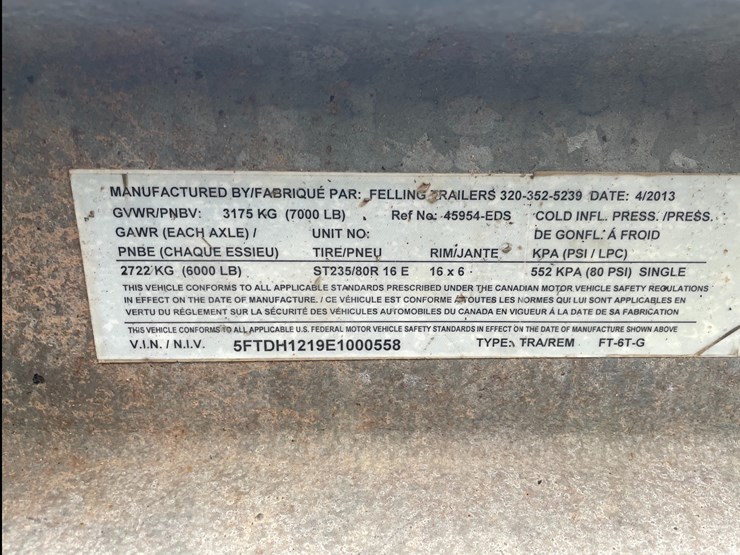 MANUFACTURED BY/FABRIQUÉ PAR: FELLING TRAILERS 320-352-5239 DATE: 4/2013
GVWR/PNBV: 3175 KG (7000 LB) Ref No: 45954-EDS COLD INFL. PRESS. /PRESS.
GAWR (EACH AXLE) / UNIT NO: DE GONFL. À FROID
PNBE (CHAQUE ESSIEU) TIRE/PNEU RIM/JANTE KPA (PSI / LPC)
2722 KG (6000 LB) ST235/80R 16 E 16 x 6 552 KPA (80 PSI) SINGLE
THIS VEHICLE CONFORMS TO ALL APPLICABLE STANDARDS PRESCRIBED UNDER THE CANADIAN MOTOR VEHICLE SAFETY REGULATIONS
IN EFFECT ON THE DATE OF MANUFACTURE. / CE VÉHICULE EST CONFORME À TOUTES LES NORMES QUI LUI SONT APPLICABLES EN
VERTU DU RÉGLEMENT SUR LA SÉCURITÉ DES VÉHICULES AUTOMOBILES DU CANADA EN VIGUEUR À LA DATE DE SA FABRICATION
THIS VEHICLE CONFORMS TO ALL APPLICABLE U.S. FEDERAL MOTOR VEHICLE SAFETY STANDARDS IN EFFECT ON THE DATE OF MANUFACTURE SHOWN ABOVE
V.I.N. / N.I.V. 5FTDH1219E1000558 TYPE: TRA/REM FT-6T-G